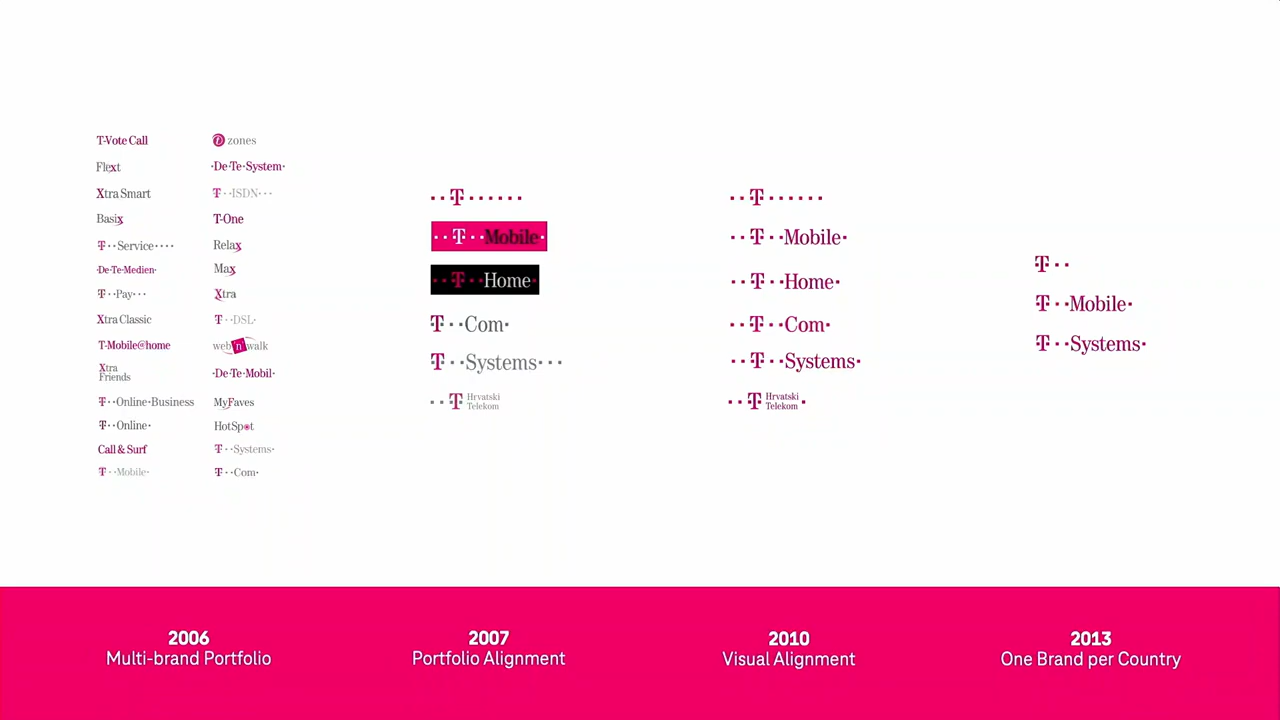 T-Vote Call
Flext
Xtra Smart
Basix
T··Service····
·De·Te·Medien·
T··Pay···
Xtra Classic
T-Mobile@home
Xtra
Friends
T··Online·Business
T··Online·
Call & Surf
T··Mobile·
t zones
·De·Te·System·
T··ISDN···
T-One
Relax
Max
Xtra
T··DSL·
web'n'walk
·De·Te·Mobil·
MyFaves
HotSpot
T··Systems·
T··Com·
··T······
··T··Mobile·
··T··Home·
T··Com·
T··Systems···
··T Hrvatski
Telekom
··T······
··T··Mobile·
··T··Home·
··T··Com·
··T··Systems·
··T Hrvatski
Telekom·
T··
T··Mobile·
T··Systems·
2006
Multi-brand Portfolio
2007
Portfolio Alignment
2010
Visual Alignment
2013
One Brand per Country